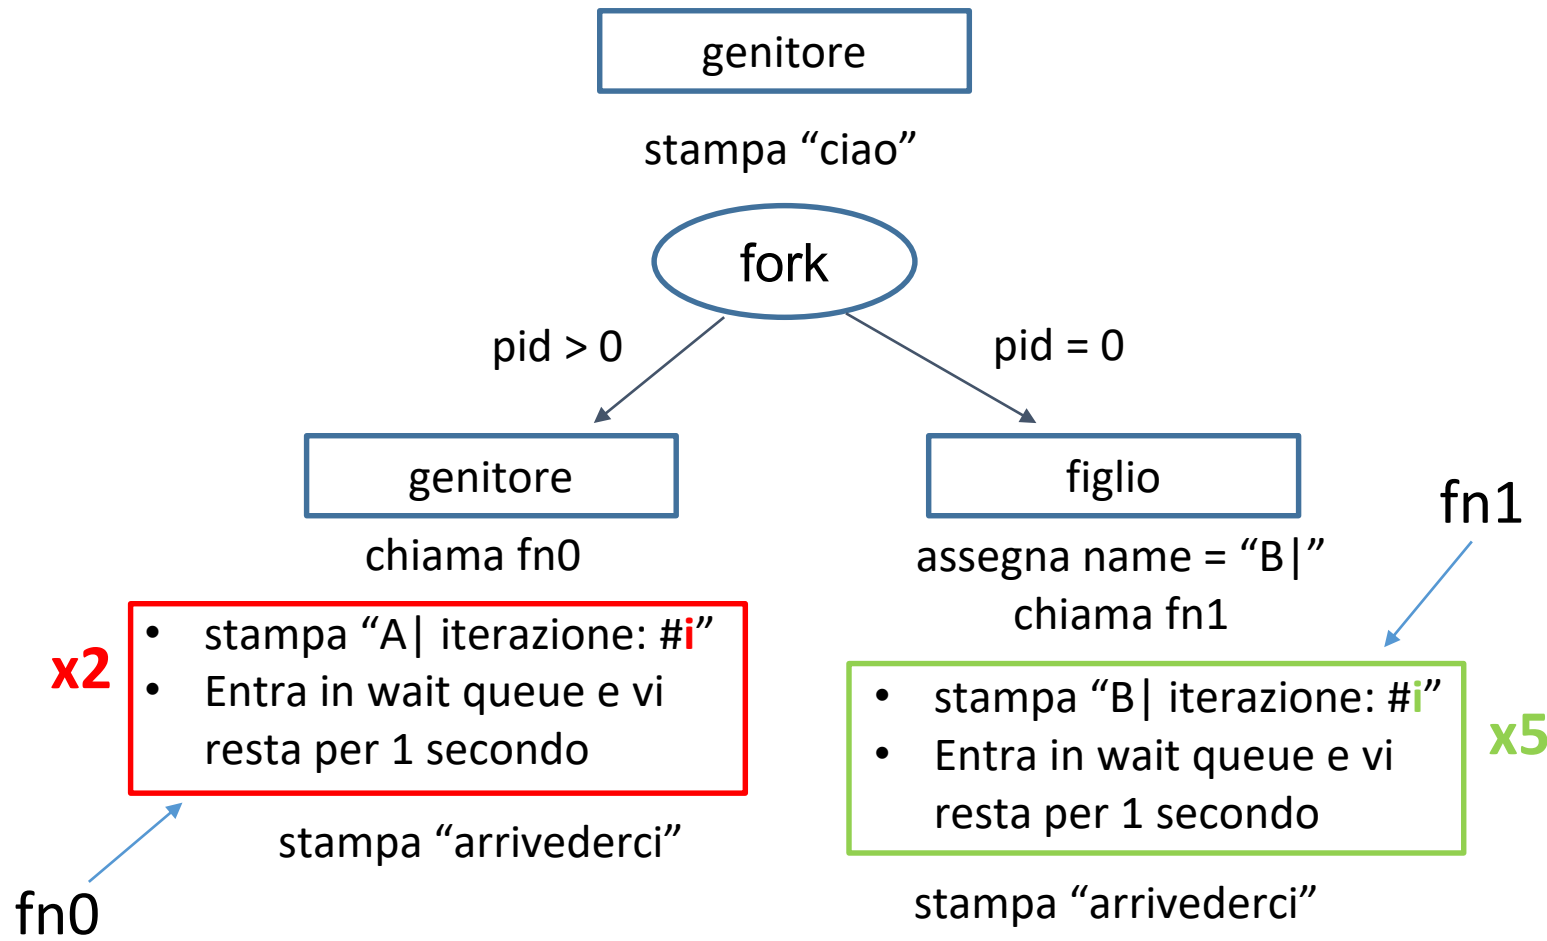 genitore
stampa “ciao”
fork
pid > 0
pid = 0
genitore
chiama fn0
x2
• stampa “A| iterazione: #i”
• Entra in wait queue e vi
resta per 1 secondo
stampa “arrivederci”
fn0
figlio
fn1
assegna name = “B|”
chiama fn1
• stampa “B| iterazione: #i”
• Entra in wait queue e vi
resta per 1 secondo
x5
stampa “arrivederci”